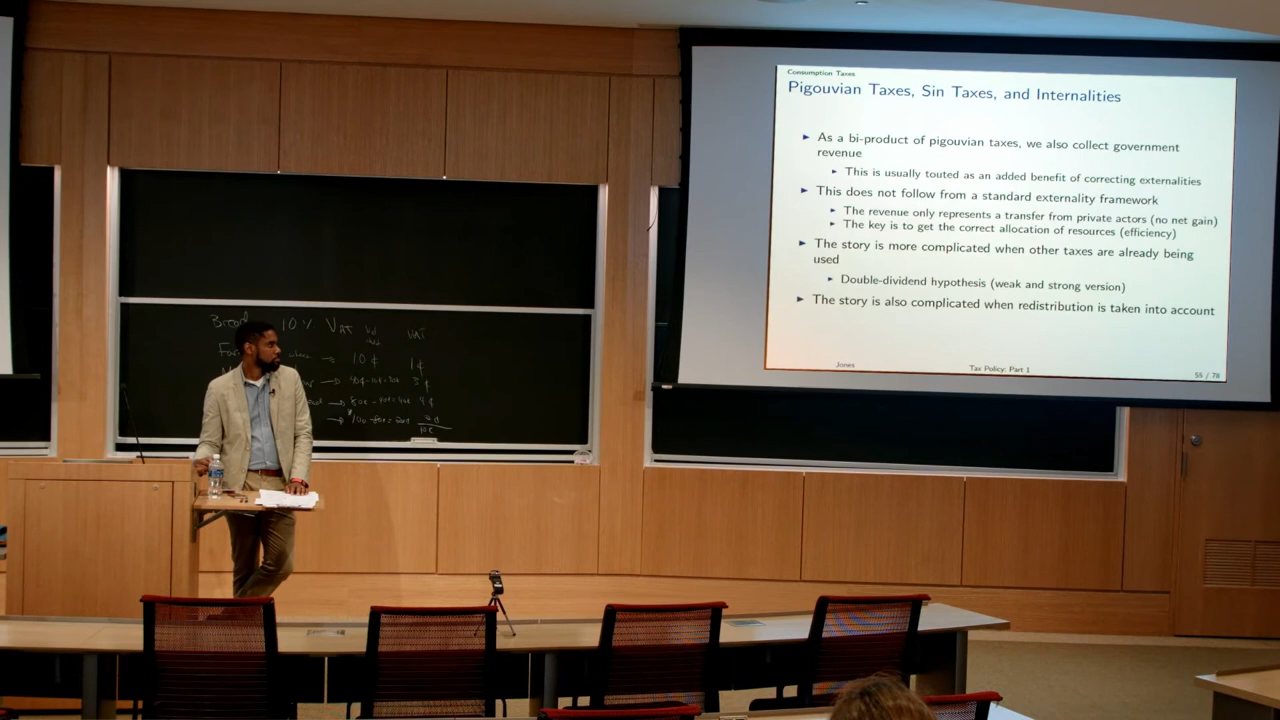 Bread 10% VAT Val VAT
10¢ 1¢
3¢
4¢
Consumption Taxes
Pigouvian Taxes, Sin Taxes, and Internalities
► As a bi-product of pigouvian taxes, we also collect government
revenue
► This is usually touted as an added benefit of correcting externalities
► This does not follow from a standard externality framework
► The revenue only represents a transfer from private actors (no net gain)
► The key is to get the correct allocation of resources (efficiency)
► The story is more complicated when other taxes are already being
used
► Double-dividend hypothesis (weak and strong version)
► The story is also complicated when redistribution is taken into account
Jones Tax Policy: Part 1 55 / 78